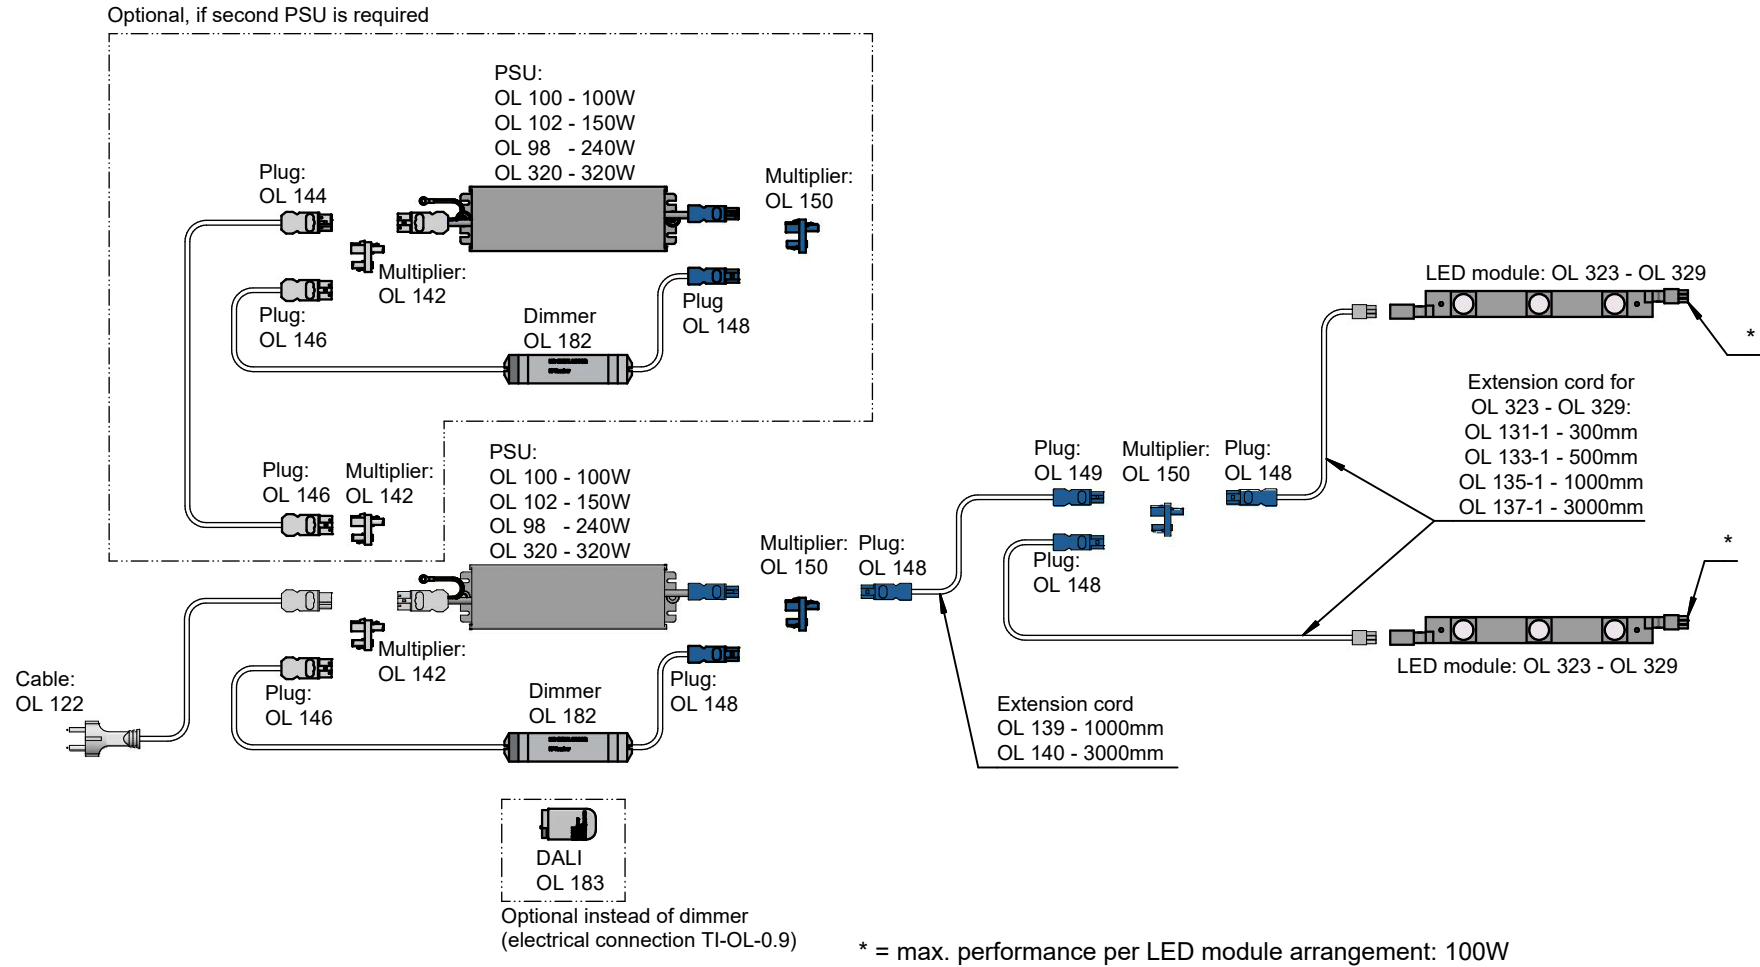 Optional, if second PSU is required
PSU:
OL 100 - 100W
OL 102 - 150W
OL 98 - 240W
OL 320 - 320W
Plug:
OL 144
Multiplier:
OL 150
Multiplier:
OL 142
Plug:
OL 146
Dimmer
OL 182
Plug
OL 148
Plug:
OL 146
Multiplier:
OL 142
PSU:
OL 100 - 100W
OL 102 - 150W
OL 98 - 240W
OL 320 - 320W
Multiplier:
OL 150
Plug:
OL 148
Multiplier:
OL 142
Cable:
OL 122
Plug:
OL 146
Dimmer
OL 182
Plug:
OL 148
DALI
OL 183
Optional instead of dimmer
(electrical connection TI-OL-0.9)
Plug:
OL 149
Multiplier:
OL 150
Plug:
OL 148
Plug:
OL 148
Extension cord
OL 139 - 1000mm
OL 140 - 3000mm
LED module: OL 323 - OL 329
*
Extension cord for
OL 323 - OL 329:
OL 131-1 - 300mm
OL 133-1 - 500mm
OL 135-1 - 1000mm
OL 137-1 - 3000mm
*
LED module: OL 323 - OL 329
* = max. performance per LED module arrangement: 100W